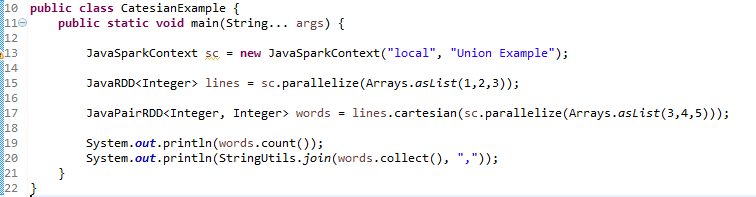 10 public class CatesianExample {
11 public static void main(String... args) {
12
13 JavaSparkContext sc = new JavaSparkContext("local", "Union Example");
14
15 JavaRDD<Integer> lines = sc.parallelize(Arrays.asList(1,2,3));
16
17 JavaPairRDD<Integer, Integer> words = lines.cartesian(sc.parallelize(Arrays.asList(3,4,5)));
18
19 System.out.println(words.count());
20 System.out.println(StringUtils.join(words.collect(), ","));
21 }
22 }